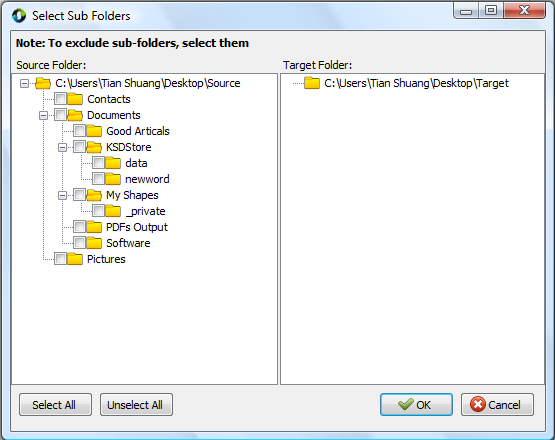 Select Sub Folders
Note: To exclude sub-folders, select them
Source Folder:
Target Folder:
C:\Users\Tian Shuang\Desktop\Source
Contacts
Documents
Good Articals
KSDStore
data
newword
My Shapes
_private
PDFs Output
Software
Pictures
C:\Users\Tian Shuang\Desktop\Target
Select All
Unselect All
OK
Cancel